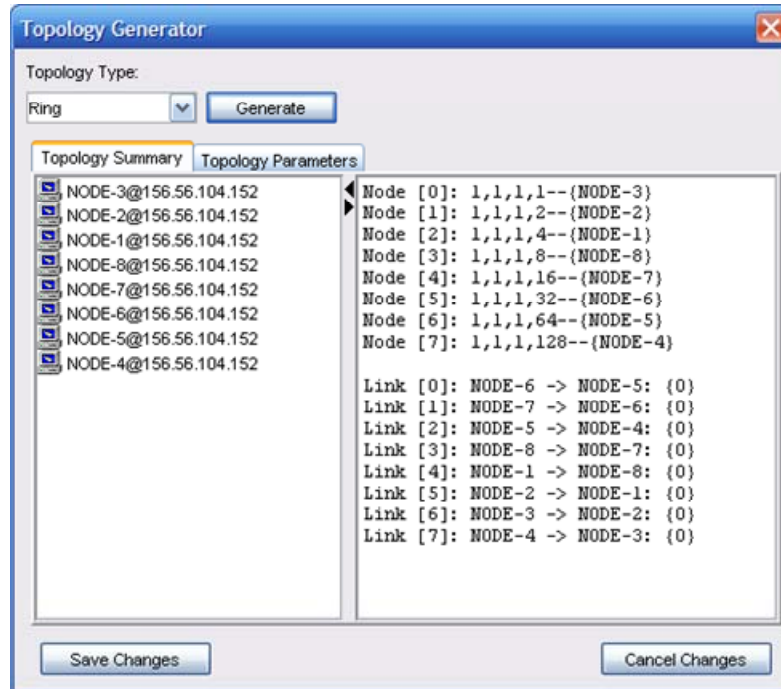 Topology Generator
Topology Type:
Ring
Generate
Topology Summary
Topology Parameters
NODE-3@156.56.104.152
NODE-2@156.56.104.152
NODE-1@156.56.104.152
NODE-8@156.56.104.152
NODE-7@156.56.104.152
NODE-6@156.56.104.152
NODE-5@156.56.104.152
NODE-4@156.56.104.152
Node [0]: 1,1,1,1--{NODE-3}
Node [1]: 1,1,1,2--{NODE-2}
Node [2]: 1,1,1,4--{NODE-1}
Node [3]: 1,1,1,8--{NODE-8}
Node [4]: 1,1,1,16--{NODE-7}
Node [5]: 1,1,1,32--{NODE-6}
Node [6]: 1,1,1,64--{NODE-5}
Node [7]: 1,1,1,128--{NODE-4}
Link [0]: NODE-6 -> NODE-5: {0}
Link [1]: NODE-7 -> NODE-6: {0}
Link [2]: NODE-5 -> NODE-4: {0}
Link [3]: NODE-8 -> NODE-7: {0}
Link [4]: NODE-1 -> NODE-8: {0}
Link [5]: NODE-2 -> NODE-1: {0}
Link [6]: NODE-3 -> NODE-2: {0}
Link [7]: NODE-4 -> NODE-3: {0}
Save Changes
Cancel Changes